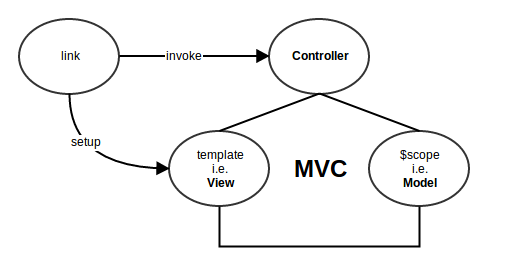 link
invoke
Controller
setup
template
i.e.
View
MVC
$scope
i.e.
Model